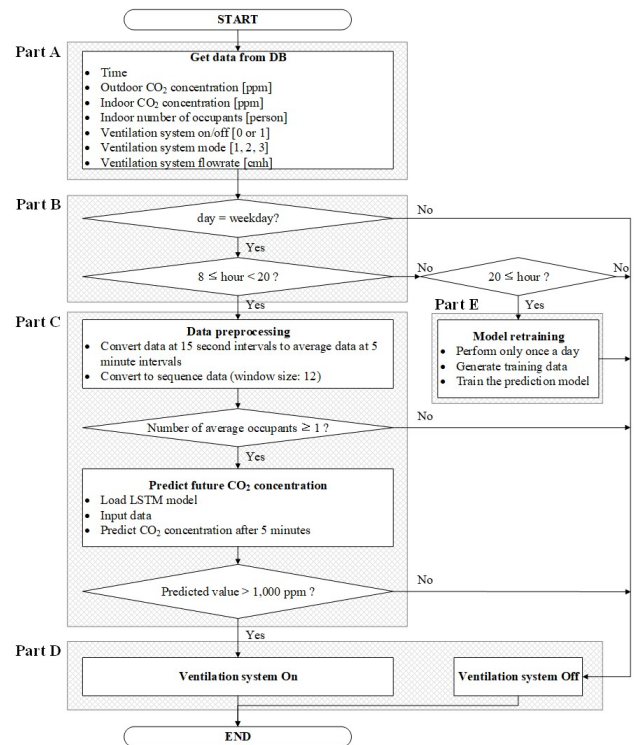 START
Part A
Get data from DB
• Time
• Outdoor CO₂ concentration [ppm]
• Indoor CO₂ concentration [ppm]
• Indoor number of occupants [person]
• Ventilation system on/off [0 or 1]
• Ventilation system mode [1, 2, 3]
• Ventilation system flowrate [cmh]
Part B
day = weekday?
No
Yes
8 ≤ hour < 20 ?
No
20 ≤ hour ?
No
Yes
Yes
Part E
Model retraining
• Perform only once a day
• Generate training data
• Train the prediction model
Part C
Data preprocessing
• Convert data at 15 second intervals to average data at 5
minute intervals
• Convert to sequence data (window size: 12)
Number of average occupants ≥ 1 ?
No
Yes
Predict future CO₂ concentration
• Load LSTM model
• Input data
• Predict CO₂ concentration after 5 minutes
Predicted value > 1,000 ppm ?
No
Yes
Part D
Ventilation system On
Ventilation system Off
END